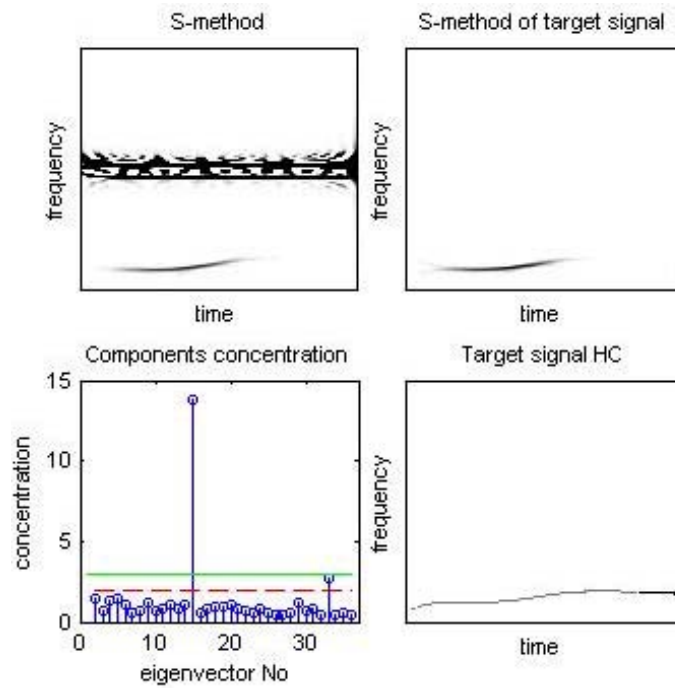 S-method
S-method of target signal
frequency
frequency
time
time
Components concentration
Target signal HC
15
10
5
0
concentration
frequency
0
10
20
30
eigenvector No
time